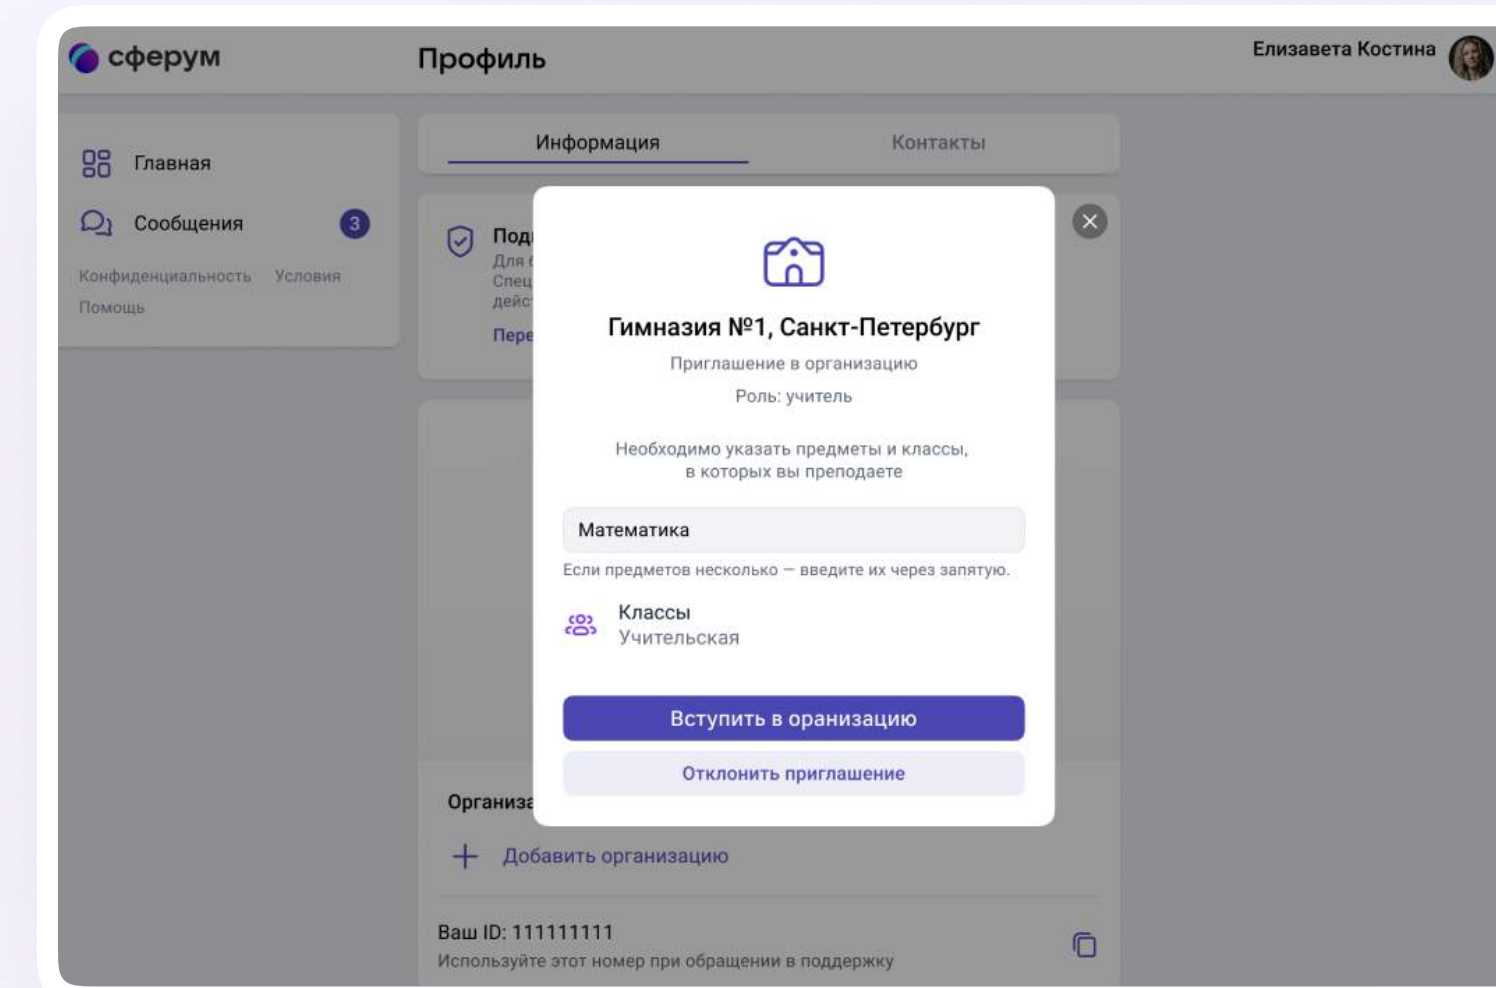 сферум
Профиль
Елизавета Костина
Главная
Сообщения
3
Конфиденциальность Условия
Помощь
Информация
Контакты
Для
Гимназия №1, Санкт-Петербург
Приглашение в организацию
Роль: учитель
Необходимо указать предметы и классы,
в которых вы преподаете
Математика
Если предметов несколько — введите их через запятую.
Классы
Учительская
Вступить в оранизацию
Отклонить приглашение
Добавить организацию
Ваш ID: 111111111
Используйте этот номер при обращении в поддержку